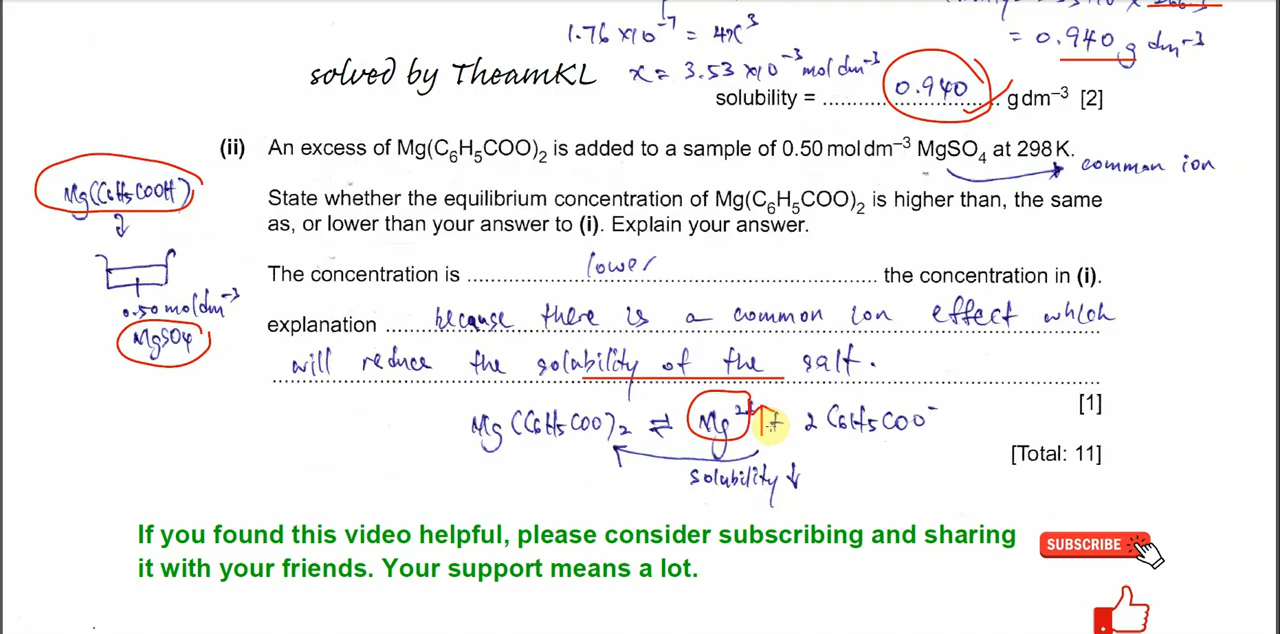 1.76 × 10⁻⁷ = 4x³
= 0.940 g dm⁻³
solved by TheamKL
x = 3.53 × 10⁻³ mol dm⁻³
solubility = .......... 0.940 .......... g dm⁻³ [2]
(ii) An excess of Mg(C₆H₅COO)₂ is added to a sample of 0.50 mol dm⁻³ MgSO₄ at 298 K.
common ion
Mg(C₆H₅COOH)
State whether the equilibrium concentration of Mg(C₆H₅COO)₂ is higher than, the same
as, or lower than your answer to (i). Explain your answer.
The concentration is .......... lower .......... the concentration in (i).
0.50 mol dm⁻³
MgSO₄
explanation .......... because there is a common ion effect which
will reduce the solubility of the salt.
[1]
Mg(C₆H₅COO)₂ ⇌ Mg²⁺ ↑ + 2 C₆H₅COO⁻
[Total: 11]
solubility ↓
If you found this video helpful, please consider subscribing and sharing
it with your friends. Your support means a lot.
SUBSCRIBE